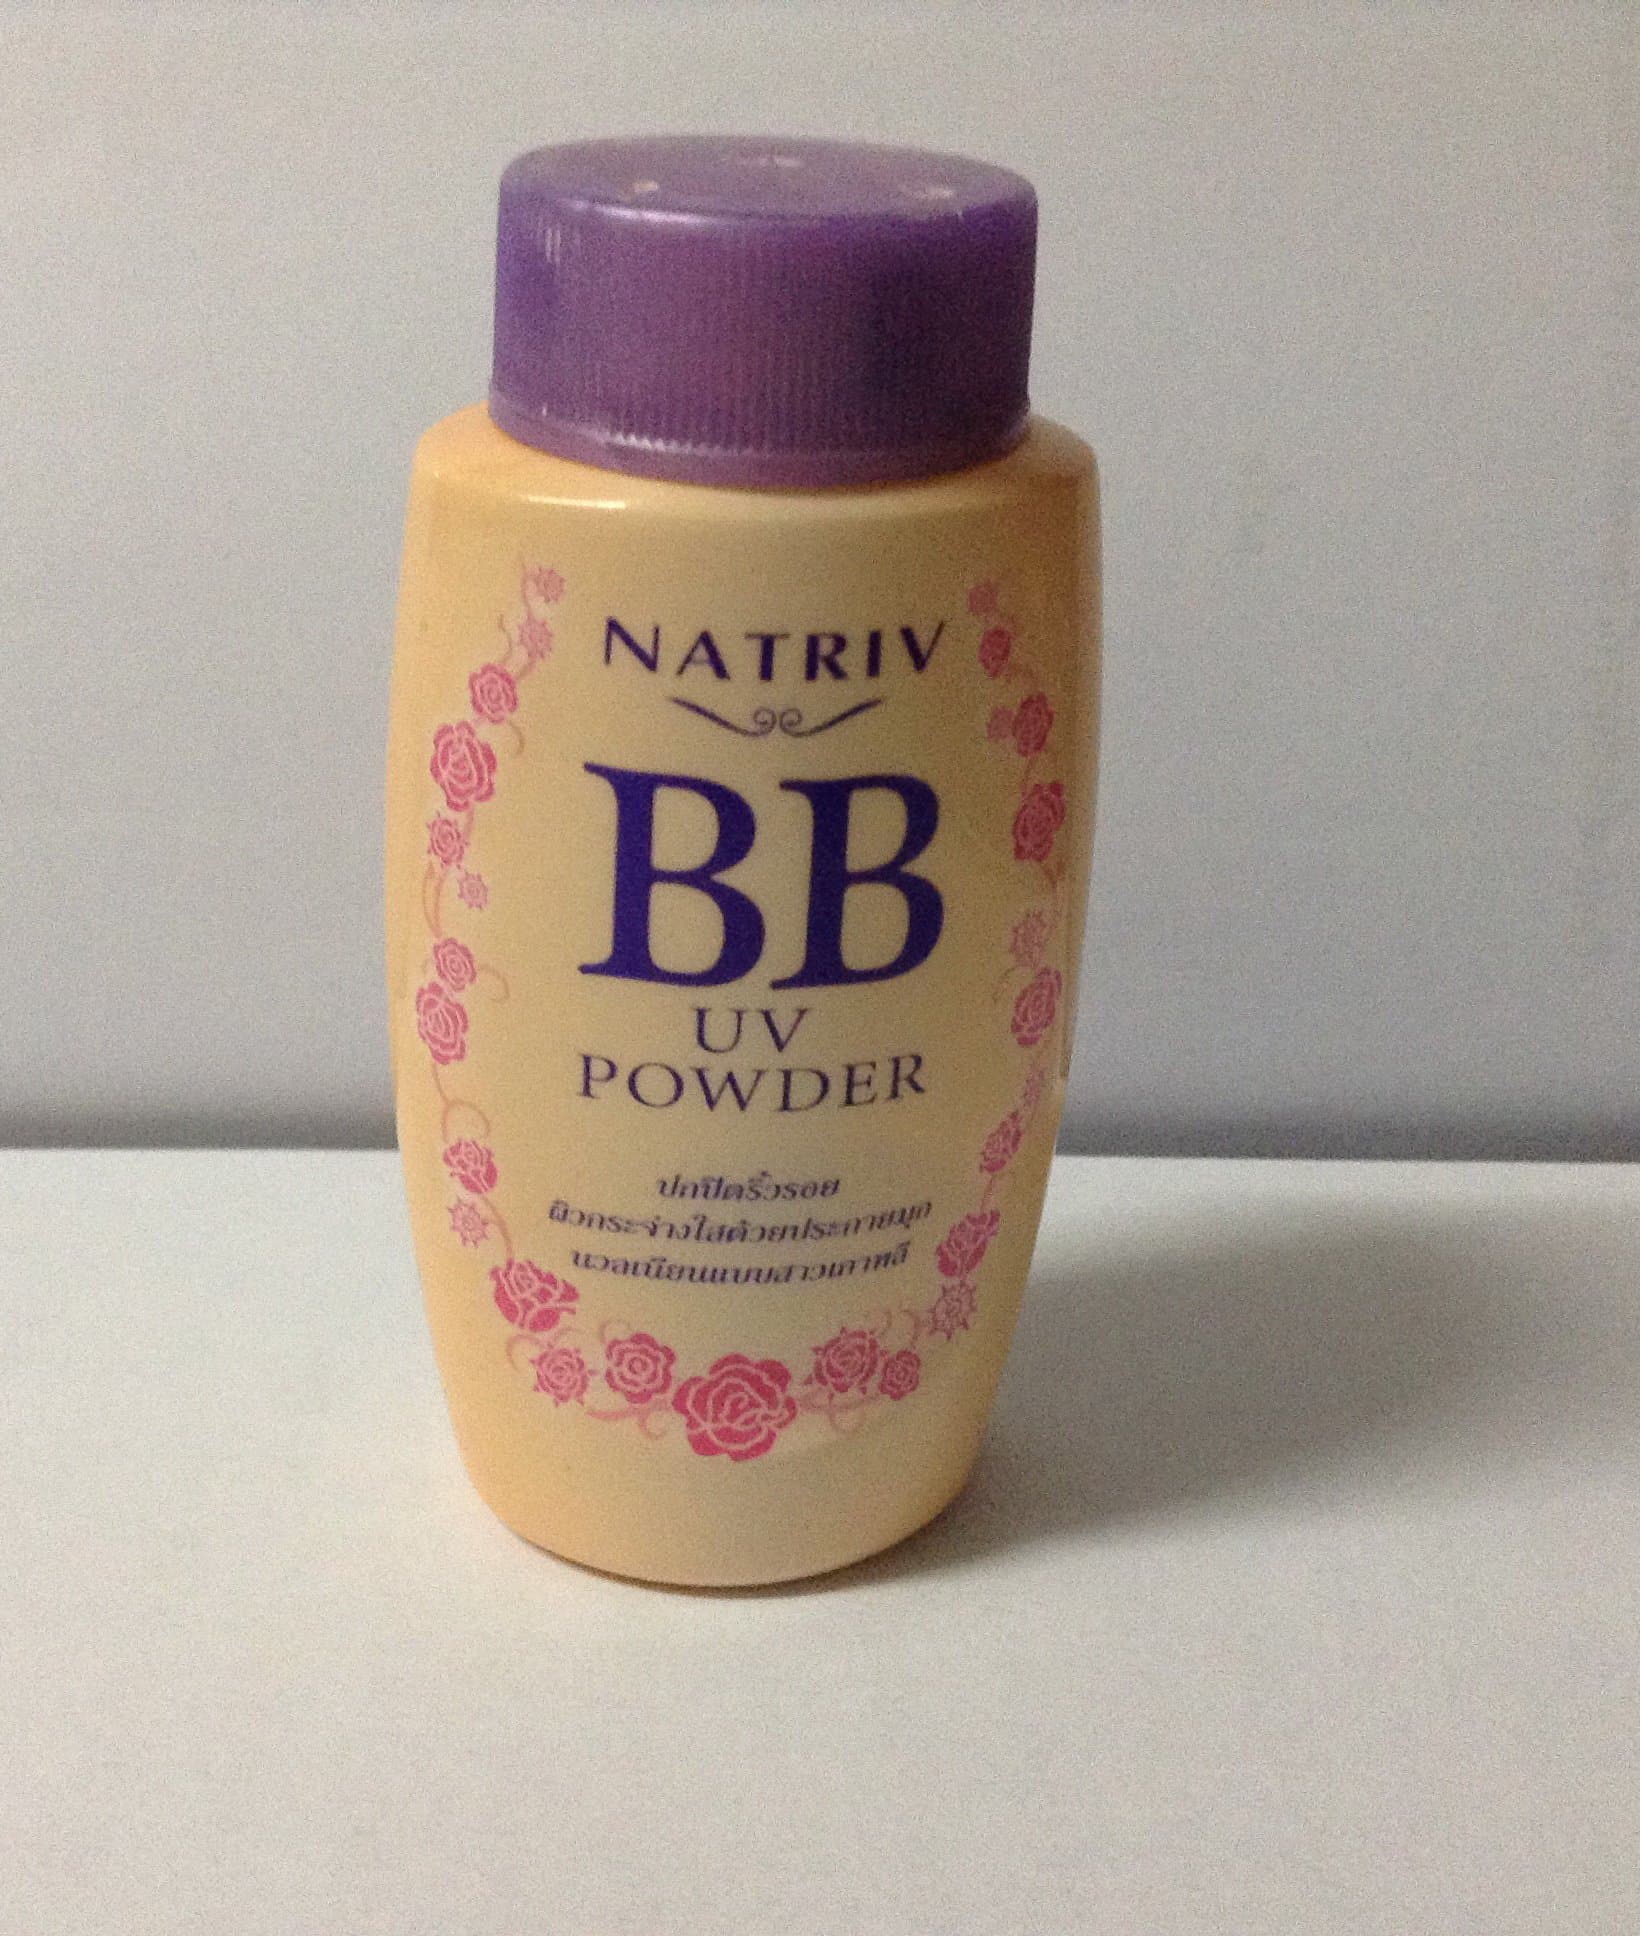 NATRIV
BB
UV
POWDER
ปกปิดริ้วรอย
ผิวกระจ่างใสด้วยประกายมุก
นวลเนียนแบบสาวเกาหลี